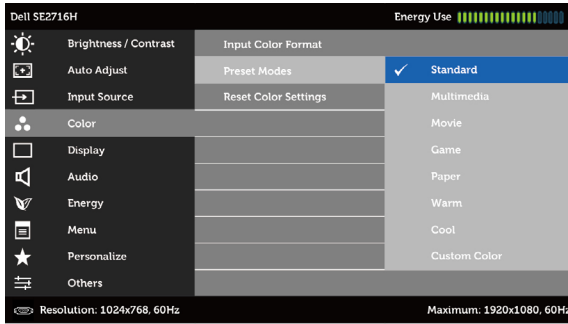 Dell SE2716H
Energy Use
Brightness / Contrast
Auto Adjust
Input Source
Color
Display
Audio
Energy
Menu
Personalize
Others
Input Color Format
Preset Modes
Reset Color Settings
Standard
Multimedia
Movie
Game
Paper
Warm
Cool
Custom Color
Resolution: 1024x768, 60Hz
Maximum: 1920x1080, 60Hz